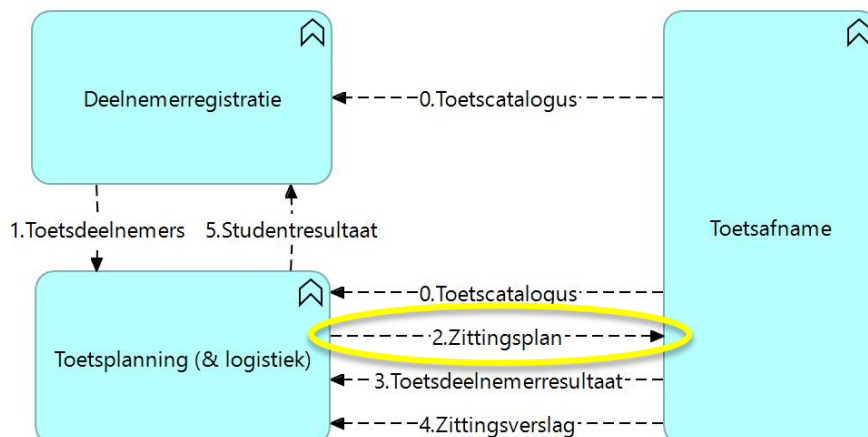 Deelnemerregistratie
0.Toetscatalogus
Toetsafname
1.Toetsdeelnemers
5.Studentresultaat
Toetsplanning (& logistiek)
0.Toetscatalogus
2.Zittingsplan
3.Toetsdeelnemerresultaat
4.Zittingsverslag